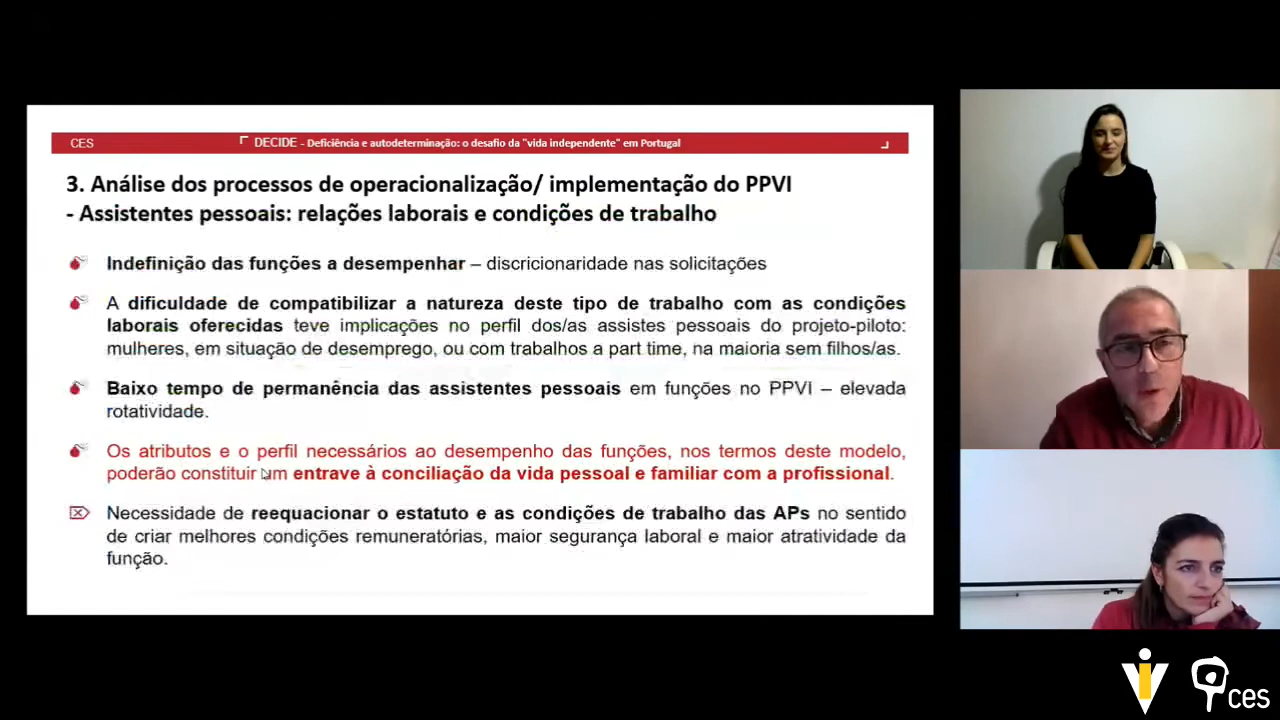 CES
DECIDE - Deficiência e autodeterminação: o desafio da "vida independente" em Portugal
3. Análise dos processos de operacionalização/ implementação do PPVI
- Assistentes pessoais: relações laborais e condições de trabalho
Indefinição das funções a desempenhar – discricionaridade nas solicitações
A dificuldade de compatibilizar a natureza deste tipo de trabalho com as condições
laborais oferecidas teve implicações no perfil dos/as assistes pessoais do projeto-piloto:
mulheres, em situação de desemprego, ou com trabalhos a part time, na maioria sem filhos/as.
Baixo tempo de permanência das assistentes pessoais em funções no PPVI – elevada
rotatividade.
Os atributos e o perfil necessários ao desempenho das funções, nos termos deste modelo,
poderão constituir um entrave à conciliação da vida pessoal e familiar com a profissional.
Necessidade de reequacionar o estatuto e as condições de trabalho das APs no sentido
de criar melhores condições remuneratórias, maior segurança laboral e maior atratividade da
função.
iV
ces